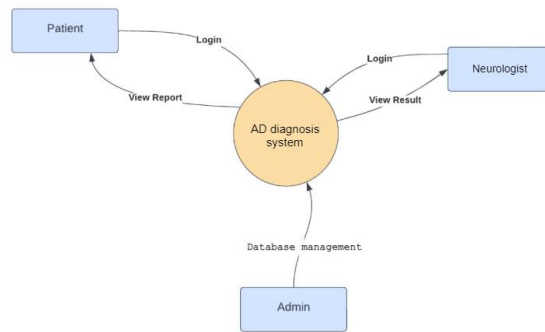 Patient
Login
Login
Neurologist
View Report
View Result
AD diagnosis
system
Database management
Admin